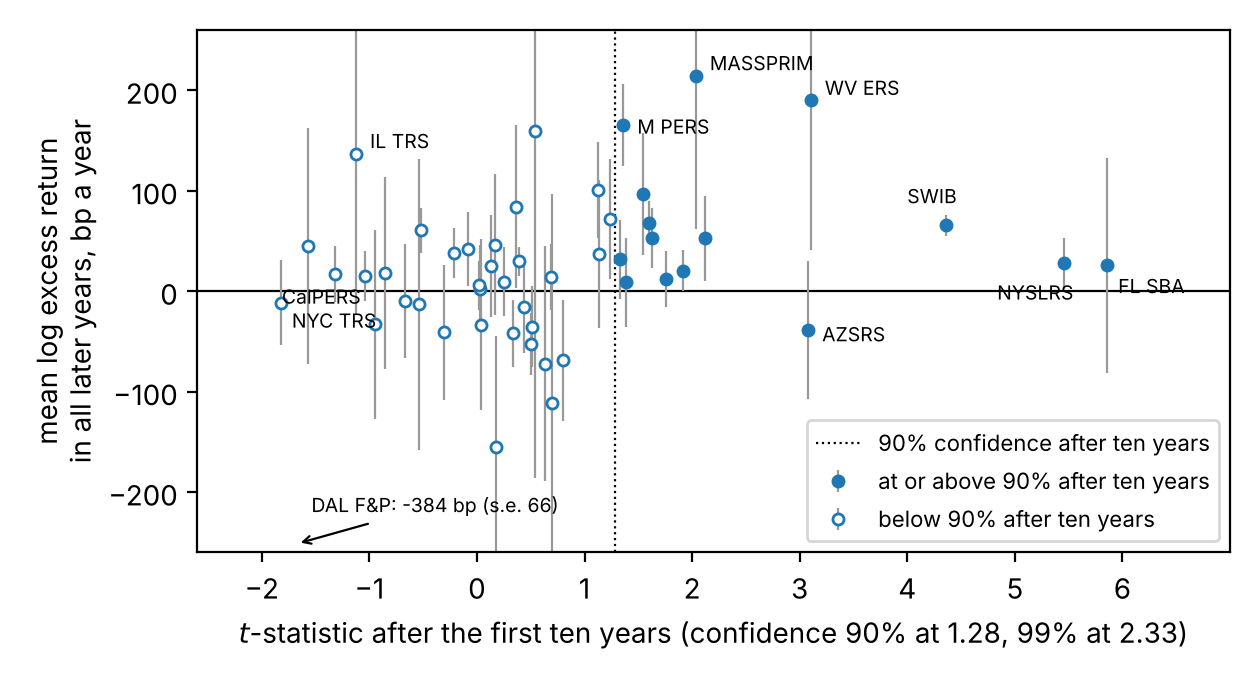 mean log excess return
in all later years, bp a year
200
100
0
−100
−200
MASSPRIM
WV ERS
M PERS
IL TRS
SWIB
CalPERS
NYC TRS
NYSLRS
FL SBA
AZSRS
DAL F&P: -384 bp (s.e. 66)
90% confidence after ten years
at or above 90% after ten years
below 90% after ten years
−2 −1 0 1 2 3 4 5 6
t-statistic after the first ten years (confidence 90% at 1.28, 99% at 2.33)